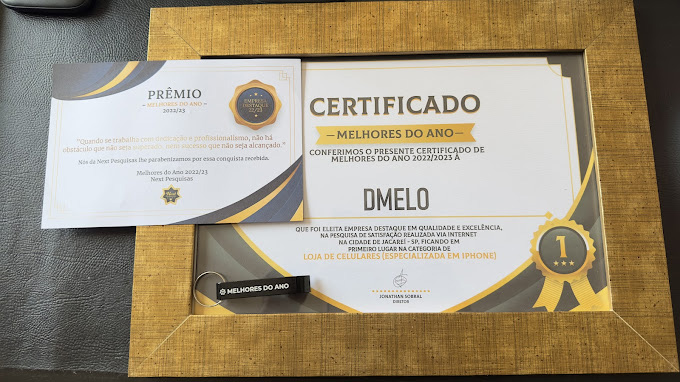 PRÊMIO
MELHORES DO ANO
2022/23
EMPRESA
DESTAQUE
22/23
"Quando se trabalha com dedicação e profissionalismo, não há
obstáculo que não seja superado, nem sucesso que não seja alcançado."
Nós da Next Pesquisas lhe parabenizamos por essa conquista recebida.
Melhores do Ano 2022/23
Next Pesquisas
CERTIFICADO
MELHORES DO ANO
CONFERIMOS O PRESENTE CERTIFICADO DE
MELHORES DO ANO 2022/2023 À
DMELO
QUE FOI ELEITA EMPRESA DESTAQUE EM QUALIDADE E EXCELÊNCIA,
NA PESQUISA DE SATISFAÇÃO REALIZADA VIA INTERNET
NA CIDADE DE JACAREÍ - SP, FICANDO EM
PRIMEIRO LUGAR NA CATEGORIA DE
LOJA DE CELULARES (ESPECIALIZADA EM IPHONE)
JONATHAN SOBRAL
DIRETOR
1
MELHORES DO ANO